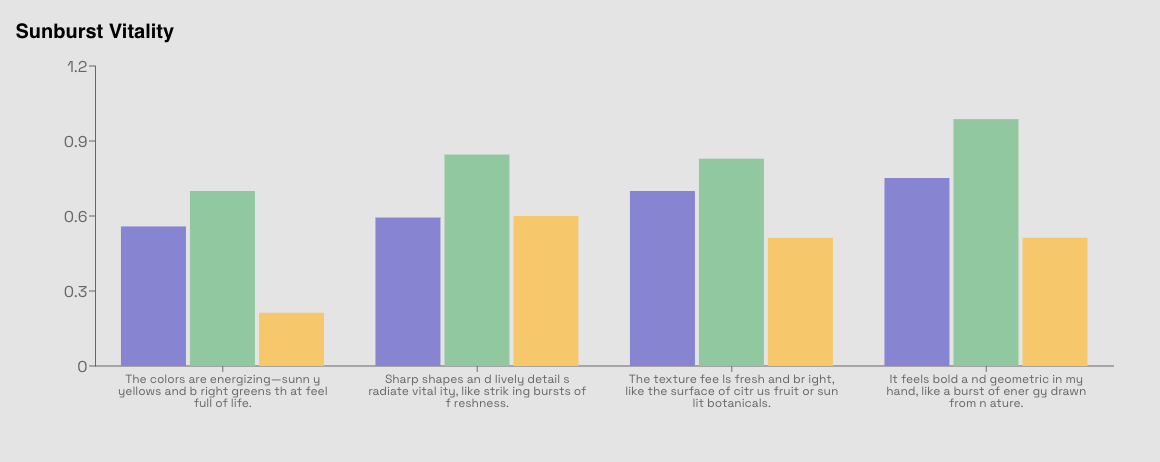 Sunburst Vitality
1.2
0.9
0.6
0.3
0
The colors are energizing—sunn y
yellows and b right greens th at feel
full of life.
Sharp shapes an d lively detail s
radiate vital ity, like strik ing bursts of
f reshness.
The texture fee ls fresh and br ight,
like the surface of citr us fruit or sun
lit botanicals.
It feels bold a nd geometric in my
hand, like a burst of ener gy drawn
from n ature.